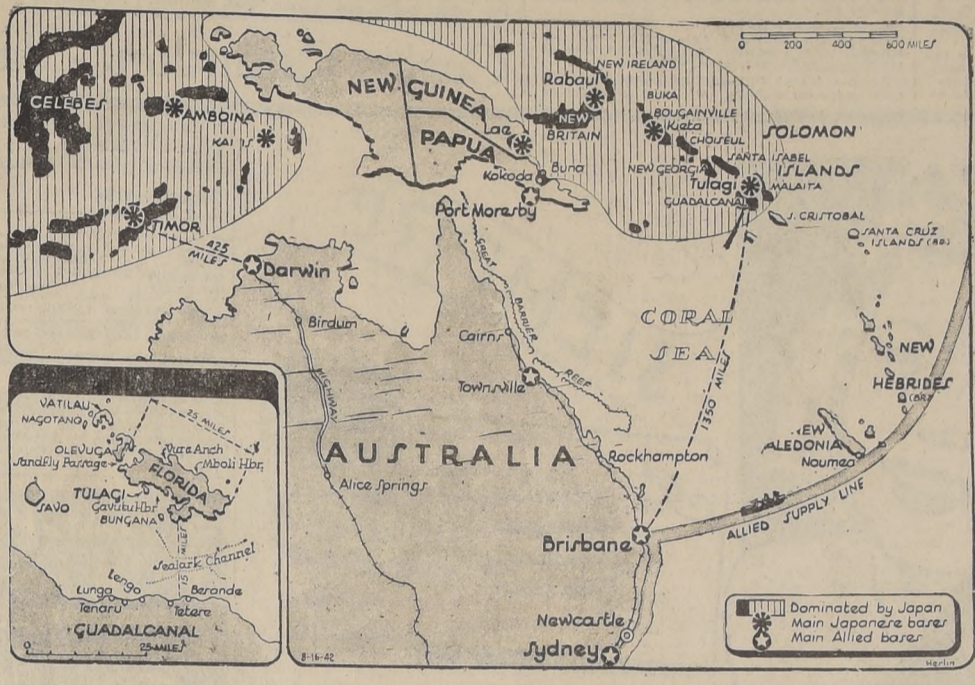 0 200 400 600 MILES
CELEBES
AMBOINA
KAI IS
TIMOR
425 MILES
NEW GUINEA
PAPUA
Lae
Kokoda
Buna
Port Moresby
NEW IRELAND
Rabaul
NEW BRITAIN
BUKA
BOUGAINVILLE
Kieta
CHOISEUL
SOLOMON ISLANDS
SANTA ISABEL
NEW GEORGIA
Tulagi
MALAITA
GUADALCANAL
S. CRISTOBAL
SANTA CRUZ
ISLANDS (BR.)
Darwin
Birdum
HIGHWAY
GREAT BARRIER REEF
Cairns
Townsville
CORAL
SEA
1350 MILES
NEW
HEBRIDES
(BR.)
NEW
CALEDONIA
Noumea
AUSTRALIA
Rockhampton
Alice Springs
Brisbane
ALLIED SUPPLY LINE
Newcastle
Sydney
VATILAU
NAGOTANO
25 MILES
OLEVUGA
Sandfly Passage
Anch
Mboli Hbr.
FLORIDA
TULAGI
Gavutu Hbr
SAVO
BUNGANA
15 MILES
Sealark Channel
Lengo
Lunga
Berande
Tenaru
Tetere
GUADALCANAL
0 25 MILES
8-16-42
Dominated by Japan
Main Japanese bases
Main Allied bases
Herlin